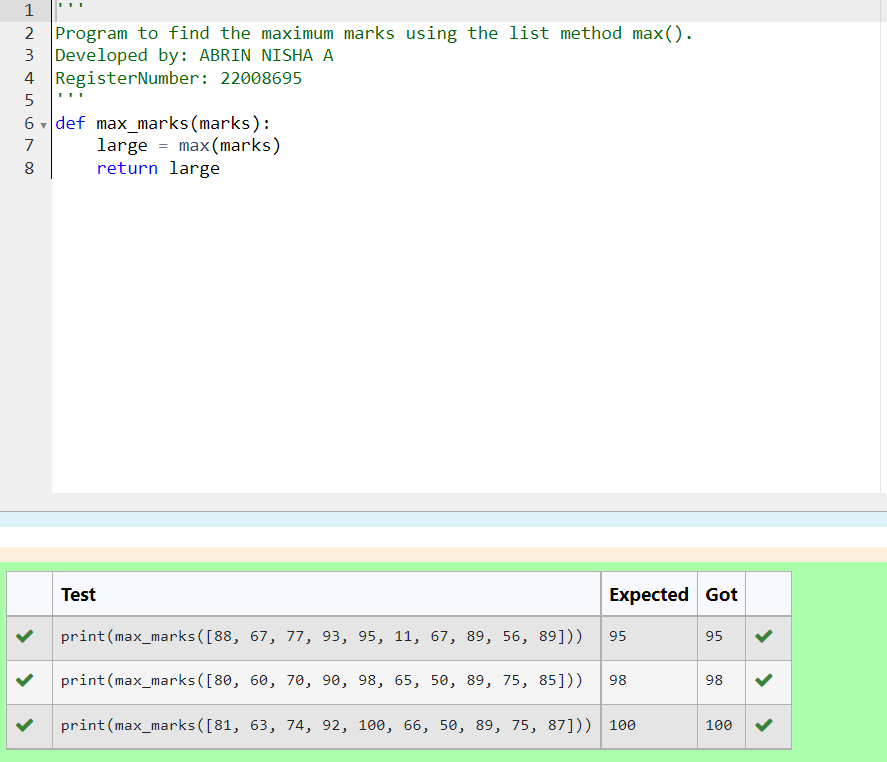 1 '''
2 Program to find the maximum marks using the list method max().
3 Developed by: ABRIN NISHA A
4 RegisterNumber: 22008695
5 '''
6 def max_marks(marks):
7     large = max(marks)
8     return large
Test Expected Got
print(max_marks([88, 67, 77, 93, 95, 11, 67, 89, 56, 89])) 95 95
print(max_marks([80, 60, 70, 90, 98, 65, 50, 89, 75, 85])) 98 98
print(max_marks([81, 63, 74, 92, 100, 66, 50, 89, 75, 87])) 100 100